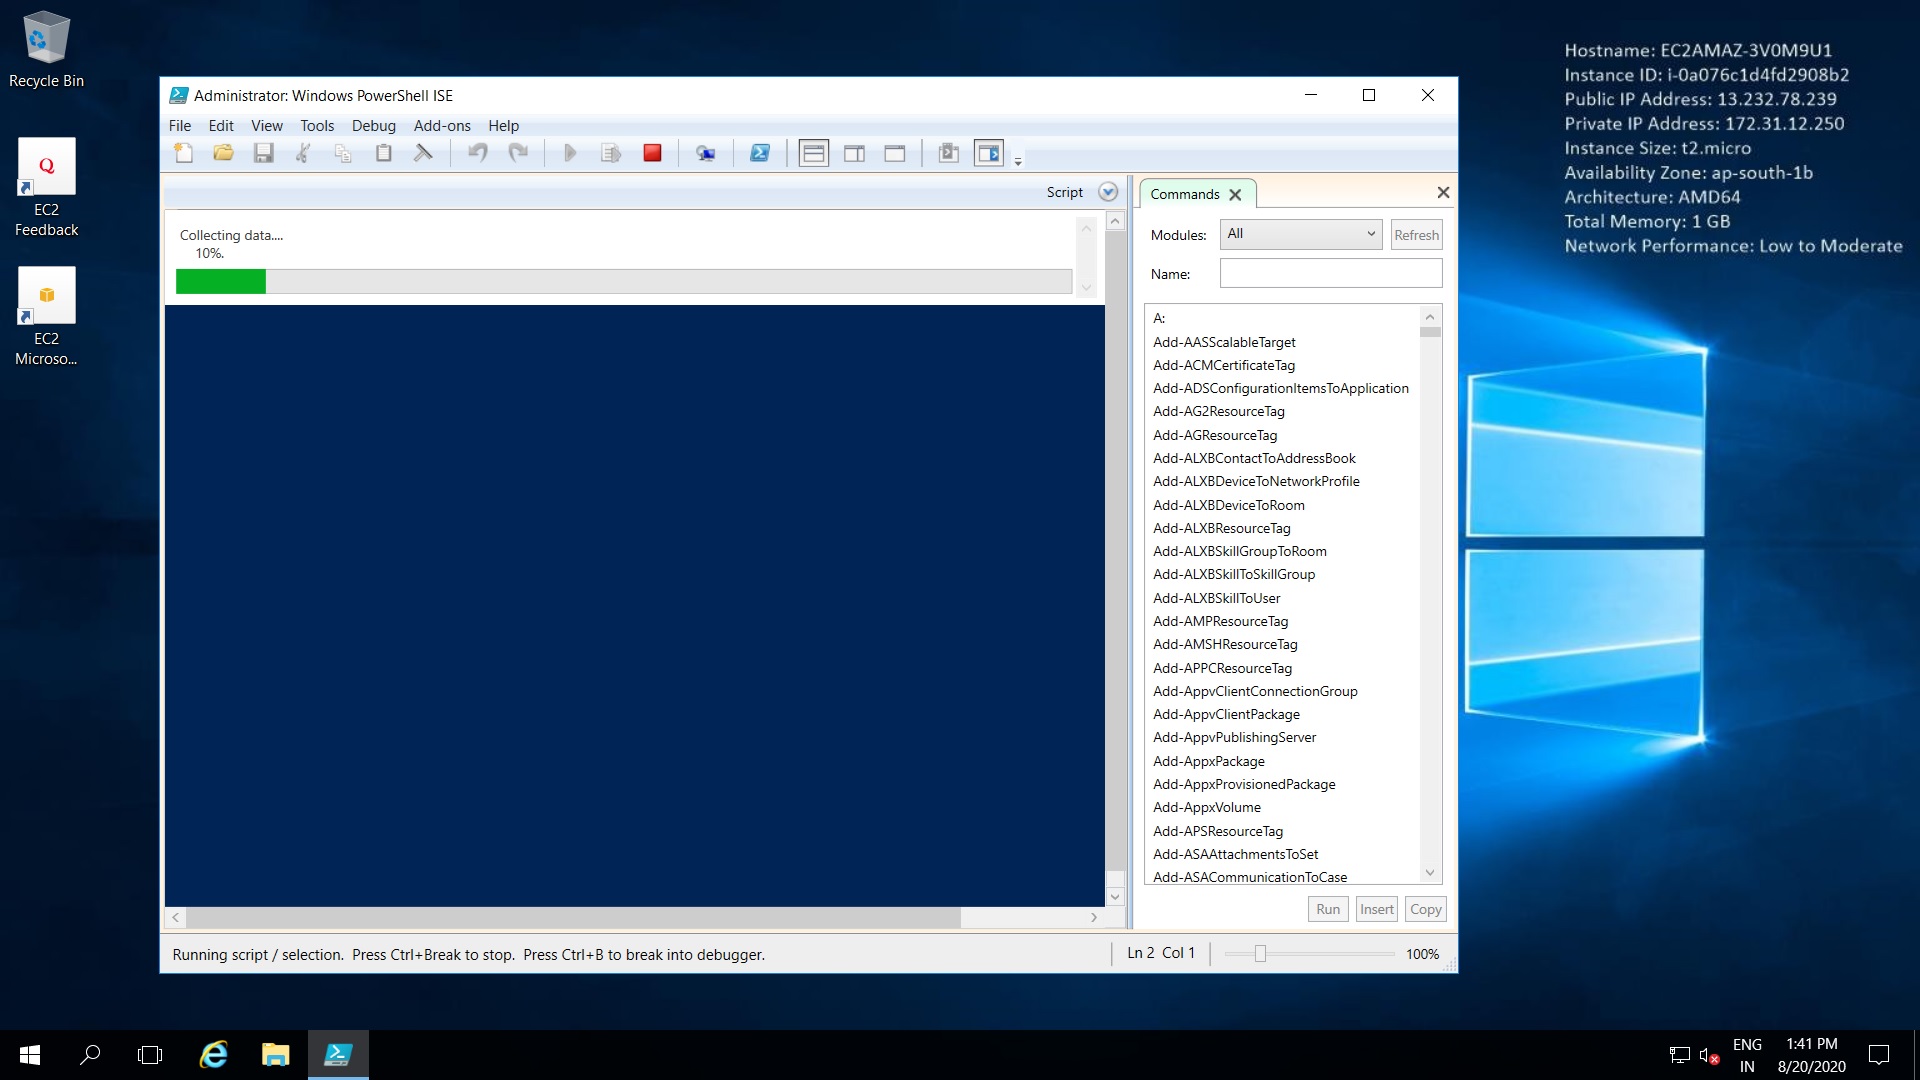 Recycle Bin
EC2
Feedback
EC2
Microso...
Q
Hostname: EC2AMAZ-3V0M9U1
Instance ID: i-0a076c1d4fd2908b2
Public IP Address: 13.232.78.239
Private IP Address: 172.31.12.250
Instance Size: t2.micro
Availability Zone: ap-south-1b
Architecture: AMD64
Total Memory: 1 GB
Network Performance: Low to Moderate
Administrator: Windows PowerShell ISE
File Edit View Tools Debug Add-ons Help
Script
Collecting data....
10%.
Commands
Modules: All Refresh
Name:
A:
Add-AASScalableTarget
Add-ACMCertificateTag
Add-ADSConfigurationItemsToApplication
Add-AG2ResourceTag
Add-AGResourceTag
Add-ALXBContactToAddressBook
Add-ALXBDeviceToNetworkProfile
Add-ALXBDeviceToRoom
Add-ALXBResourceTag
Add-ALXBSkillGroupToRoom
Add-ALXBSkillToSkillGroup
Add-ALXBSkillToUser
Add-AMPResourceTag
Add-AMSHResourceTag
Add-APPCResourceTag
Add-AppvClientConnectionGroup
Add-AppvClientPackage
Add-AppvPublishingServer
Add-AppxPackage
Add-AppxProvisionedPackage
Add-AppxVolume
Add-APSResourceTag
Add-ASAAttachmentsToSet
Add-ASACommunicationToCase
Run Insert Copy
Running script / selection. Press Ctrl+Break to stop. Press Ctrl+B to break into debugger.
Ln 2 Col 1
100%
ENG
IN
1:41 PM
8/20/2020